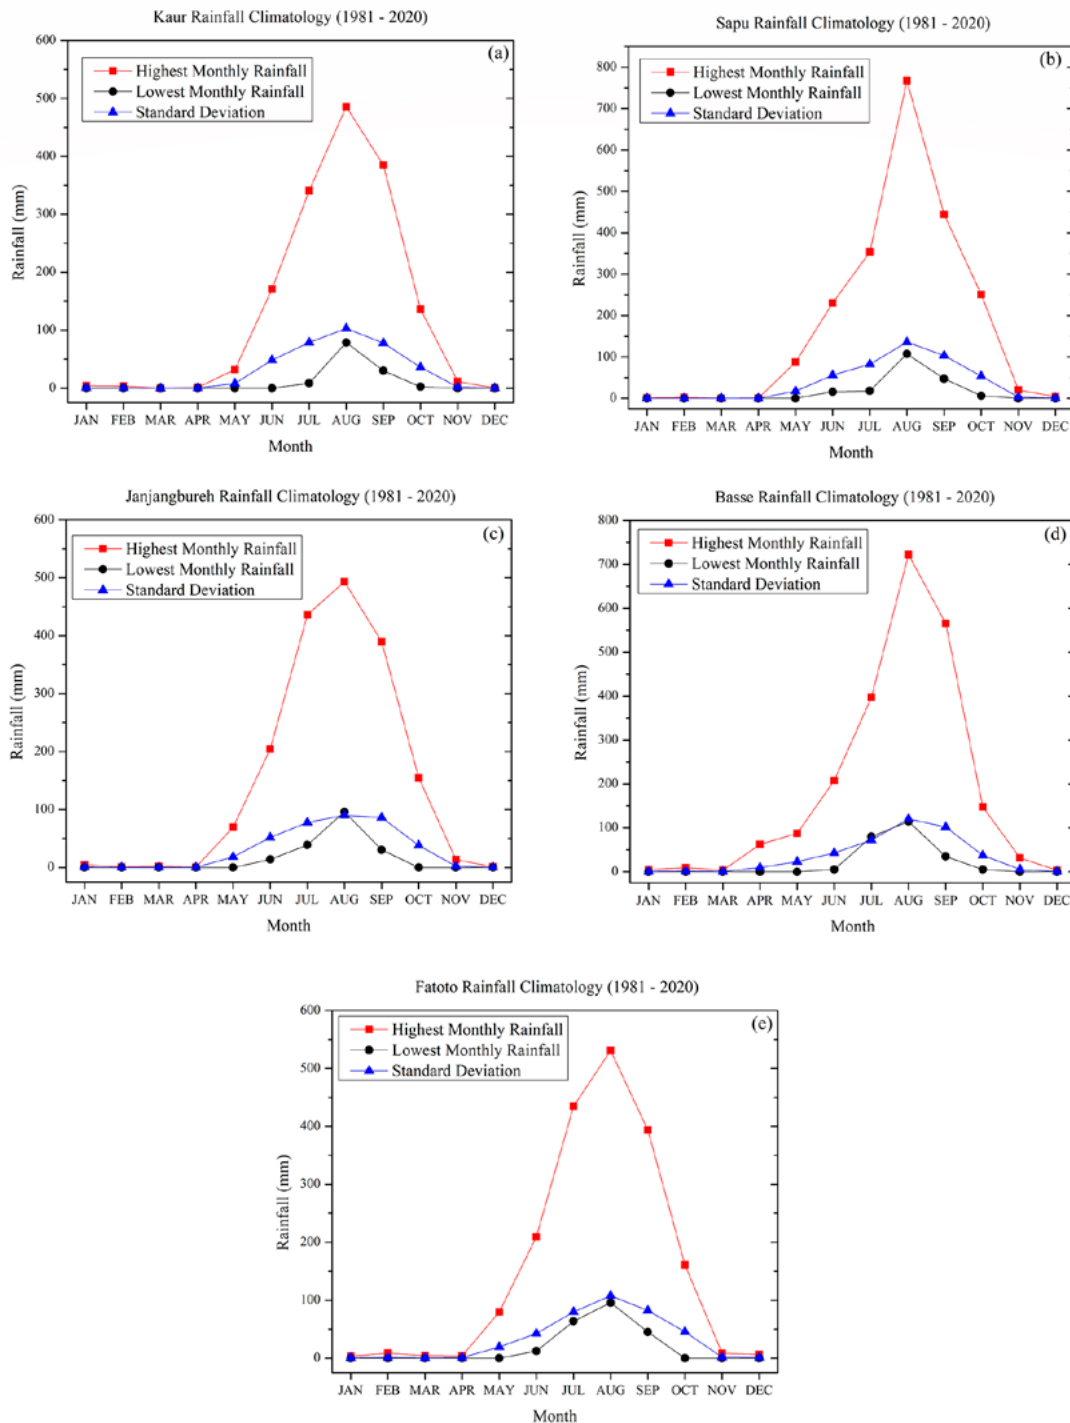 Kaur Rainfall Climatology (1981 - 2020)
(a)
Highest Monthly Rainfall
Lowest Monthly Rainfall
Standard Deviation
600
500
400
300
200
100
0
Rainfall (mm)
JAN FEB MAR APR MAY JUN JUL AUG SEP OCT NOV DEC
Month
Sapu Rainfall Climatology (1981 - 2020)
(b)
Highest Monthly Rainfall
Lowest Monthly Rainfall
Standard Deviation
800
700
600
500
400
300
200
100
0
Rainfall (mm)
JAN FEB MAR APR MAY JUN JUL AUG SEP OCT NOV DEC
Month
Janjangbureh Rainfall Climatology (1981 - 2020)
(c)
Highest Monthly Rainfall
Lowest Monthly Rainfall
Standard Deviation
600
500
400
300
200
100
0
Rainfall (mm)
JAN FEB MAR APR MAY JUN JUL AUG SEP OCT NOV DEC
Month
Basse Rainfall Climatology (1981 - 2020)
(d)
Highest Monthly Rainfall
Lowest Monthly Rainfall
Standard Deviation
800
700
600
500
400
300
200
100
0
Rainfall (mm)
JAN FEB MAR APR MAY JUN JUL AUG SEP OCT NOV DEC
Month
Fatoto Rainfall Climatology (1981 - 2020)
(e)
Highest Monthly Rainfall
Lowest Monthly Rainfall
Standard Deviation
600
500
400
300
200
100
0
Rainfall (mm)
JAN FEB MAR APR MAY JUN JUL AUG SEP OCT NOV DEC
Month